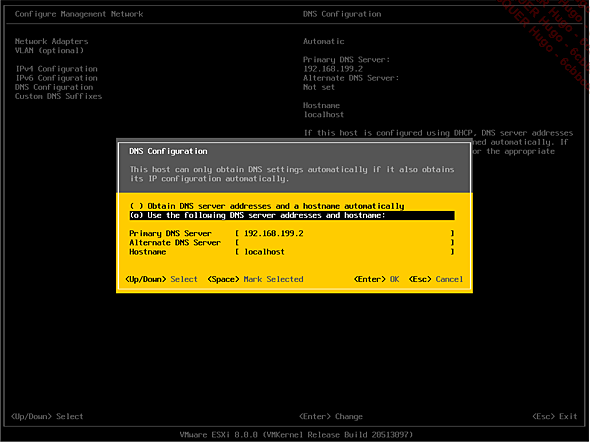 Configure Management Network
DNS Configuration
Network Adapters
VLAN (optional)
IPv4 Configuration
IPv6 Configuration
DNS Configuration
Custom DNS Suffixes
Automatic
Primary DNS Server:
192.168.199.2
Alternate DNS Server:
Not set
Hostname
localhost
If this host is configured using DHCP, DNS server addresses
ned automatically. If
or the appropriate
DNS Configuration
This host can only obtain DNS settings automatically if it also obtains
its IP configuration automatically.
( ) Obtain DNS server addresses and a hostname automatically
(o) Use the following DNS server addresses and hostname:
Primary DNS Server [ 192.168.199.2 ]
Alternate DNS Server [ ]
Hostname [ localhost ]
<Up/Down> Select <Space> Mark Selected <Enter> OK <Esc> Cancel
<Up/Down> Select <Enter> Change <Esc> Exit
VMware ESXi 8.0.0 (VMKernel Release Build 20513097)